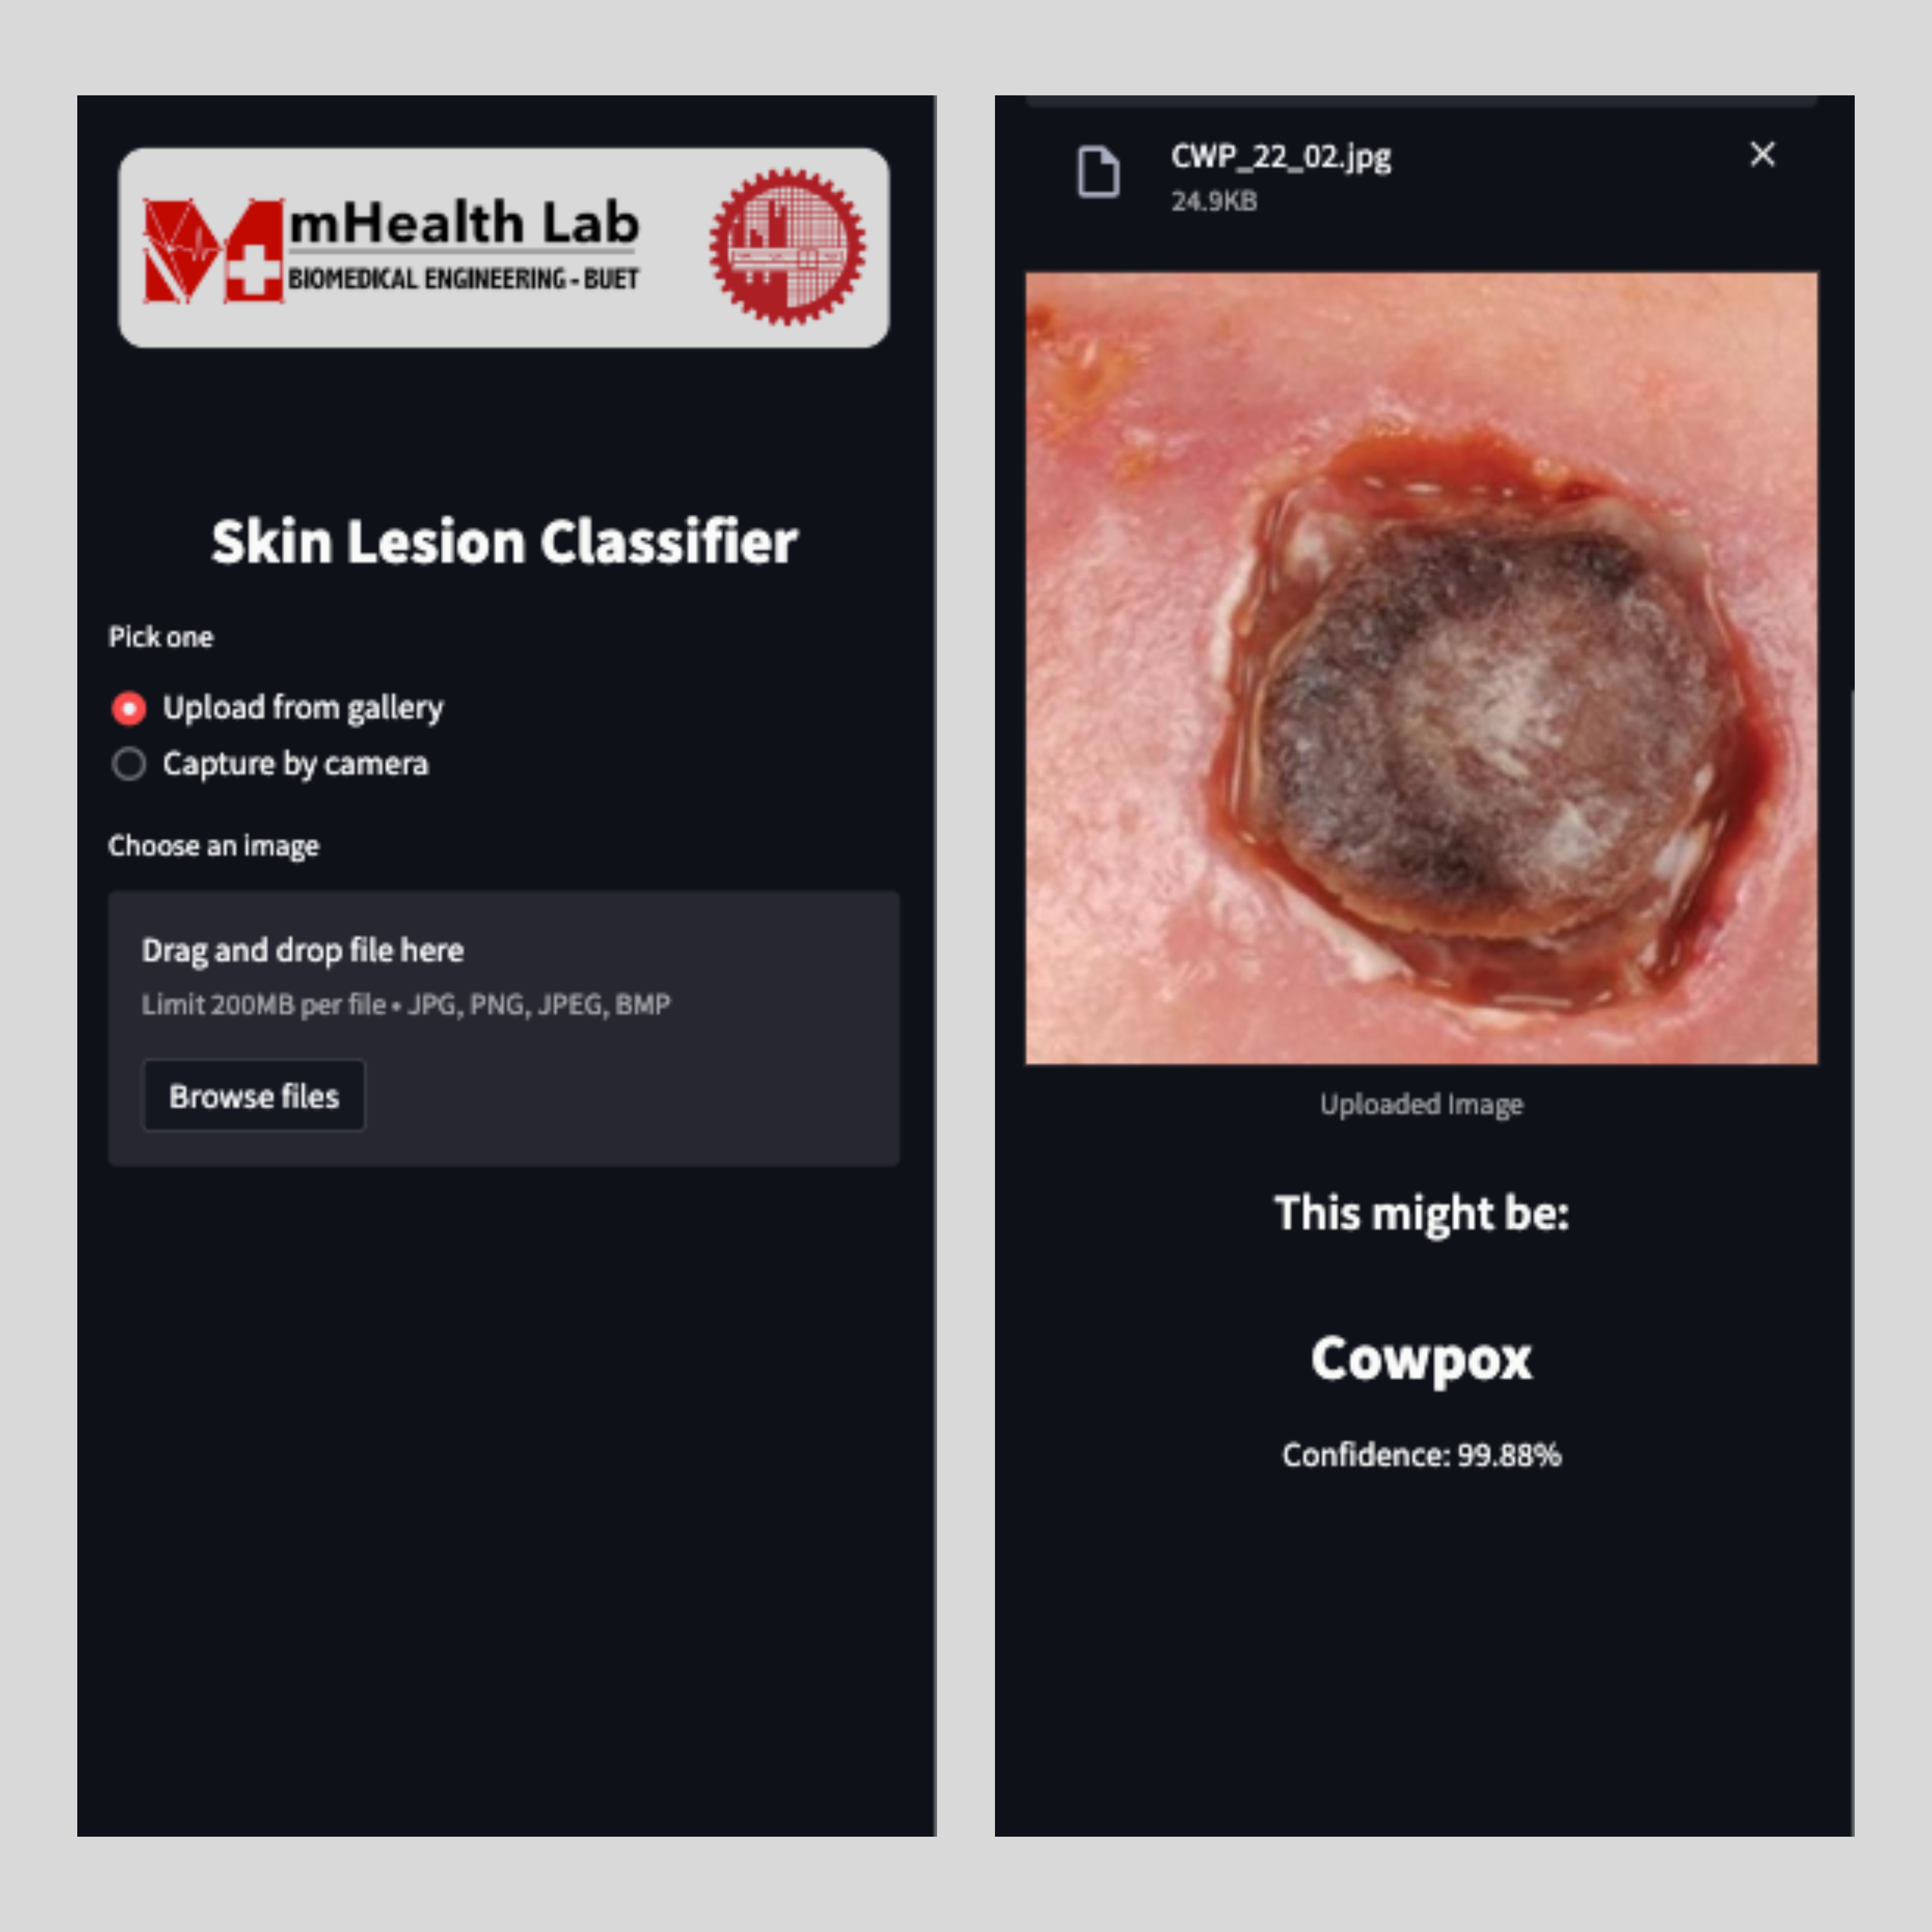 mHealth Lab
BIOMEDICAL ENGINEERING - BUET
Skin Lesion Classifier
Pick one
Upload from gallery
Capture by camera
Choose an image
Drag and drop file here
Limit 200MB per file • JPG, PNG, JPEG, BMP
Browse files
CWP_22_02.jpg
24.9KB
Uploaded Image
This might be:
Cowpox
Confidence: 99.88%